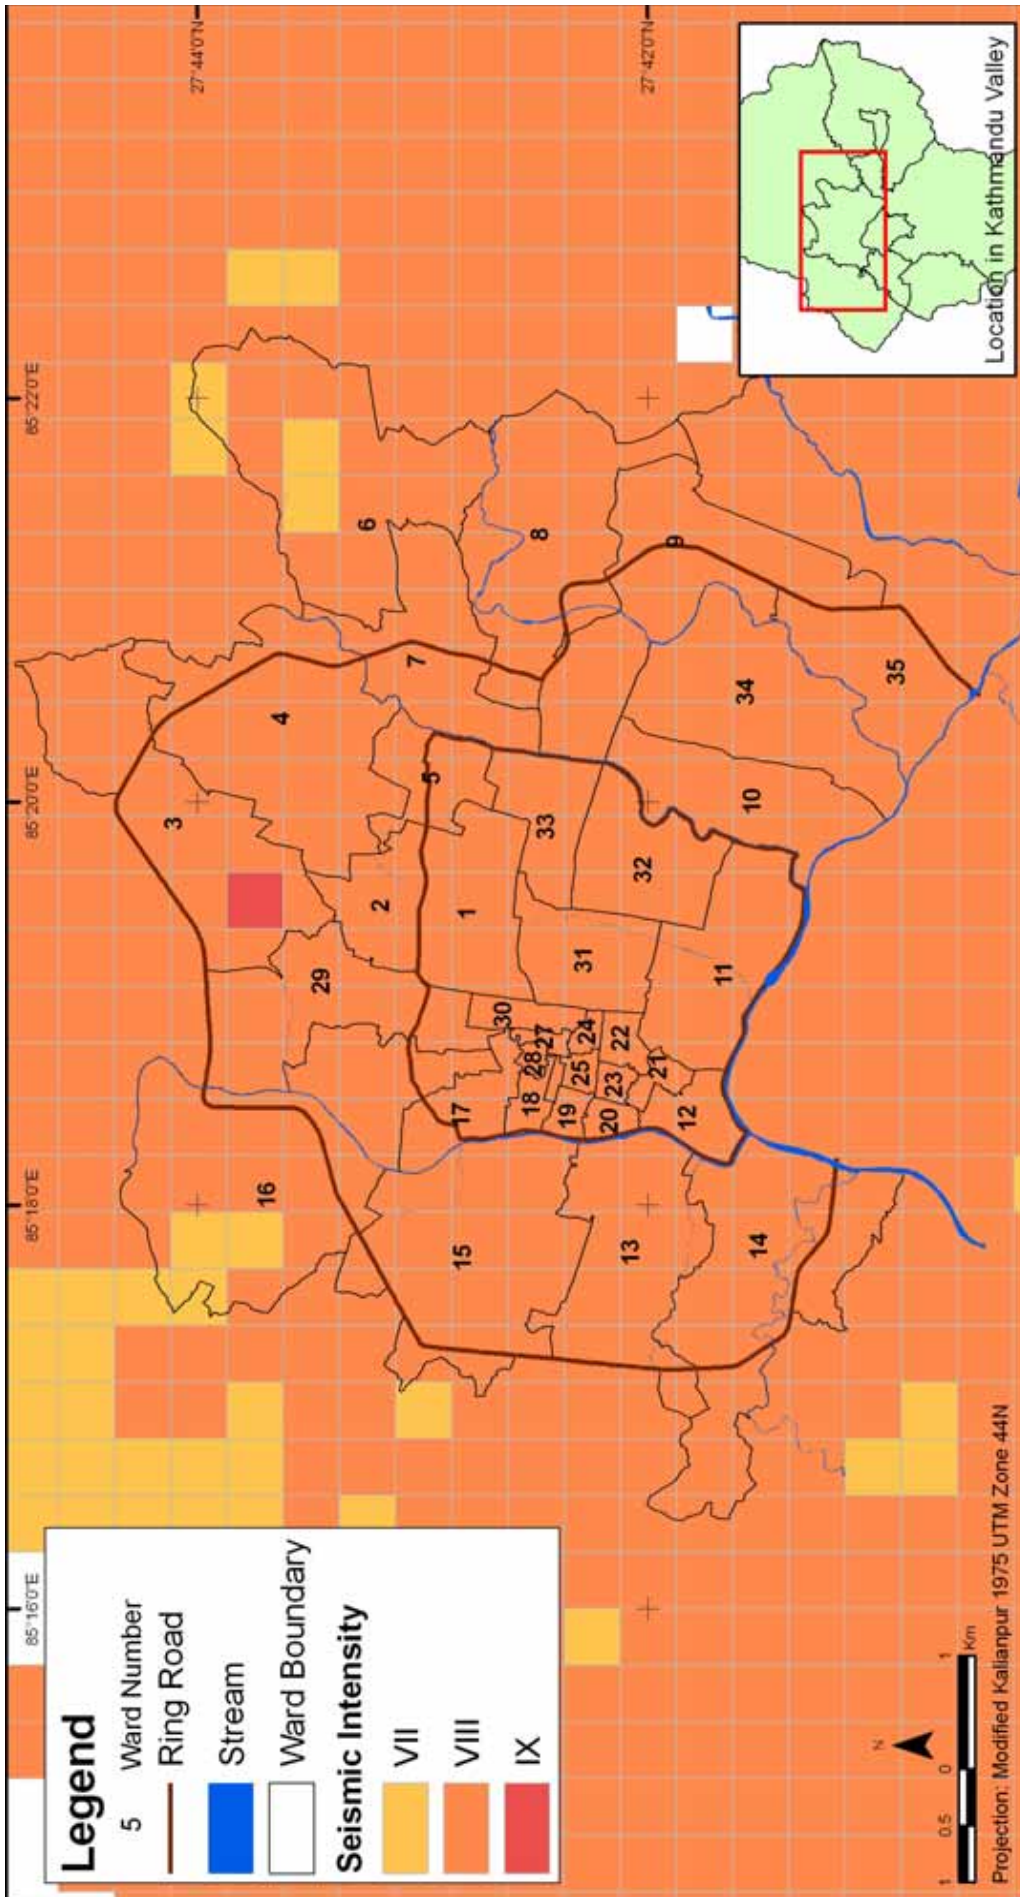 85°16'0"E
85°18'0"E
85°20'0"E
85°22'0"E
Legend
5 Ward Number
Ring Road
Stream
Ward Boundary
Seismic Intensity
VII
VIII
IX
3
27°44'0"N
16
4
29
6
2
7
5
17
15
1
30
18
28
8
27
33
19
25
31
24
20
23
22
13
32
27°42'0"N
21
9
12
11
34
10
14
35
N
1 0.5 0 1
Km
Projection: Modified Kalianpur 1975 UTM Zone 44N
Location in Kathmandu Valley